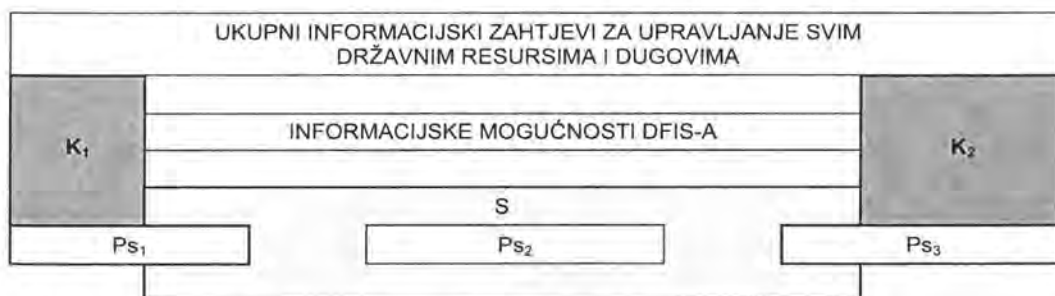 UKUPNI INFORMACIJSKI ZAHTJEVI ZA UPRAVLJANJE SVIM
DRŽAVNIM RESURSIMA I DUGOVIMA
K₁
INFORMACIJSKE MOGUĆNOSTI DFIS-A
K₂
S
Ps₁
Ps₂
Ps₃